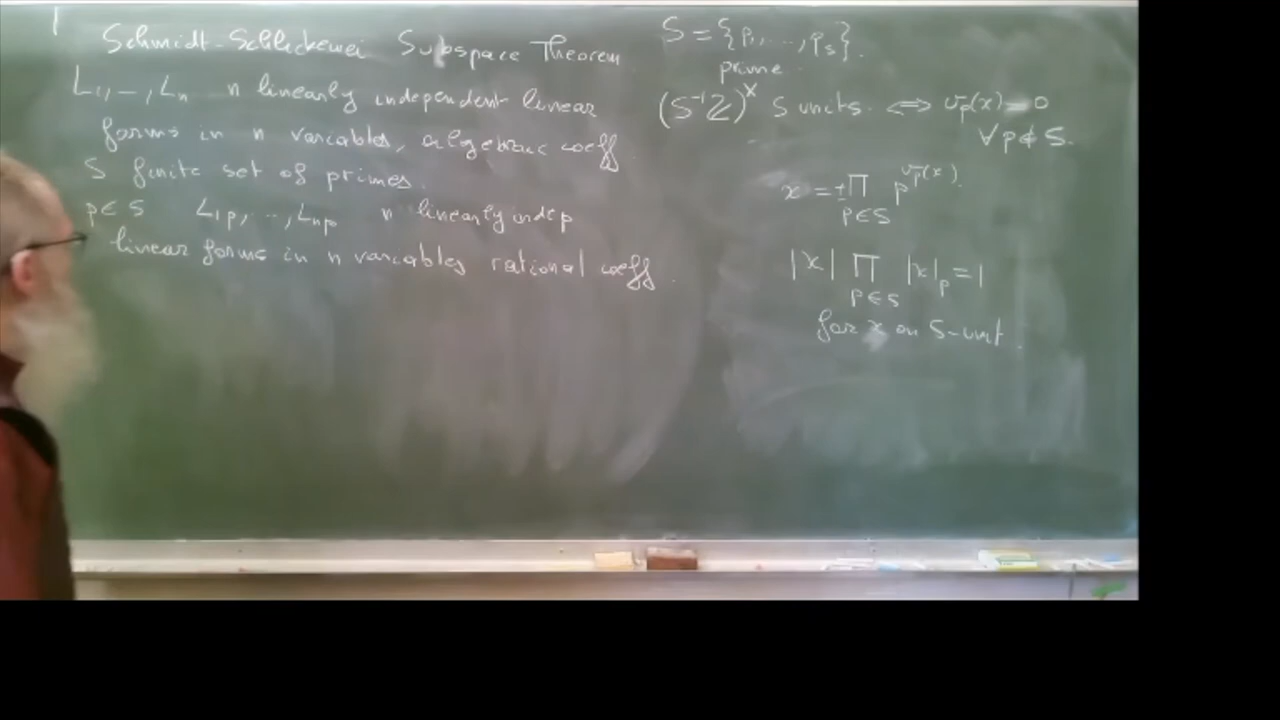 Schmidt-Schlickewei Subspace Theorem
L₁, –, Lₙ n linearly independent linear
forms in n variables, algebraic coeff
S finite set of primes.
p ∈ S L₁ₚ, –, Lₙₚ n linearly indep
linear forms in n variables rational coeff.
S = {p₁, …, pₛ}.
prime
(S⁻¹ℤ)ˣ S units. ⟺ vₚ(x) = 0
∀ p ∉ S.
x = ± ∏ p^{vₚ(x)}.
p∈S
|x| ∏ |x|ₚ = 1
p∈S
for x an S-unit.